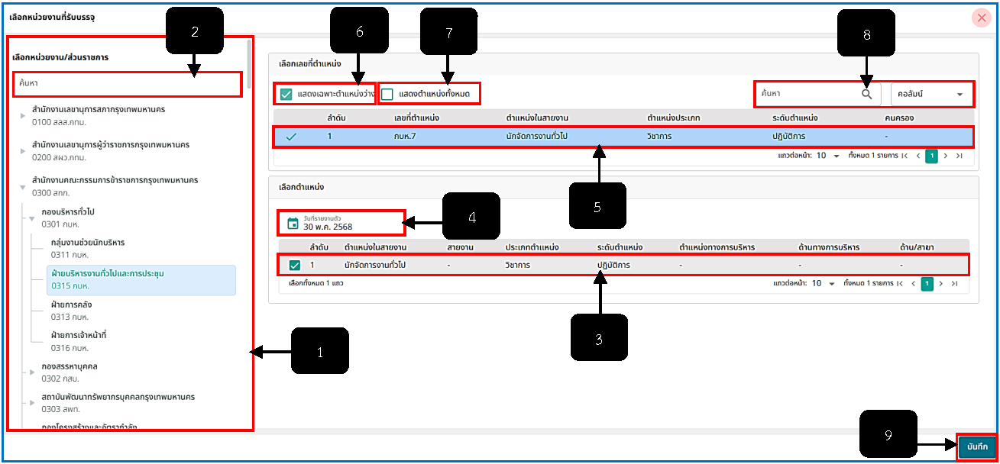 เลือกหน่วยงานที่รับบรรจุ
2
6
7
8
เลือกหน่วยงาน/ส่วนราชการ
ค้นหา
สำนักงานเลขานุการสภากรุงเทพมหานคร
0100 สลส.กทม.
สำนักงานเลขานุการผู้ว่าราชการกรุงเทพมหานคร
0200 สผว.กทม.
สำนักงานคณะกรรมการข้าราชการกรุงเทพมหานคร
0300 สกก.
กองบริหารทั่วไป
0301 กบห.
กลุ่มงานช่วยนักบริหาร
0311 กบห.
ฝ่ายบริหารงานทั่วไปและการประชุม
0315 กบห.
ฝ่ายการคลัง
0313 กบห.
ฝ่ายการเจ้าหน้าที่
0316 กบห.
กองสรรหาบุคคล
0302 กสบ.
สถาบันพัฒนาทรัพยากรบุคคลกรุงเทพมหานคร
0303 สพท.
กองโครงสร้างและอัตรากำลัง
1
เลือกเลขที่ตำแหน่ง
แสดงเฉพาะตำแหน่งว่าง แสดงตำแหน่งทั้งหมด ค้นหา คอลัมน์
ลำดับ เลขที่ตำแหน่ง ตำแหน่งในสายงาน ตำแหน่งประเภท ระดับตำแหน่ง คนครอง
1 กบห.7 นักจัดการงานทั่วไป วิชาการ ปฏิบัติการ -
แถวต่อหน้า: 10 ทั้งหมด 1 รายการ 1
5
เลือกตำแหน่ง
4
วันที่รายงานตัว
30 พ.ค. 2568
ลำดับ ตำแหน่งในสายงาน สายงาน ประเภทตำแหน่ง ระดับตำแหน่ง ตำแหน่งทางการบริหาร ด้านทางการบริหาร ด้าน/สาขา
1 นักจัดการงานทั่วไป - วิชาการ ปฏิบัติการ - - -
เลือกทั้งหมด 1 แถว แถวต่อหน้า: 10 ทั้งหมด 1 รายการ 1
3
9
บันทึก